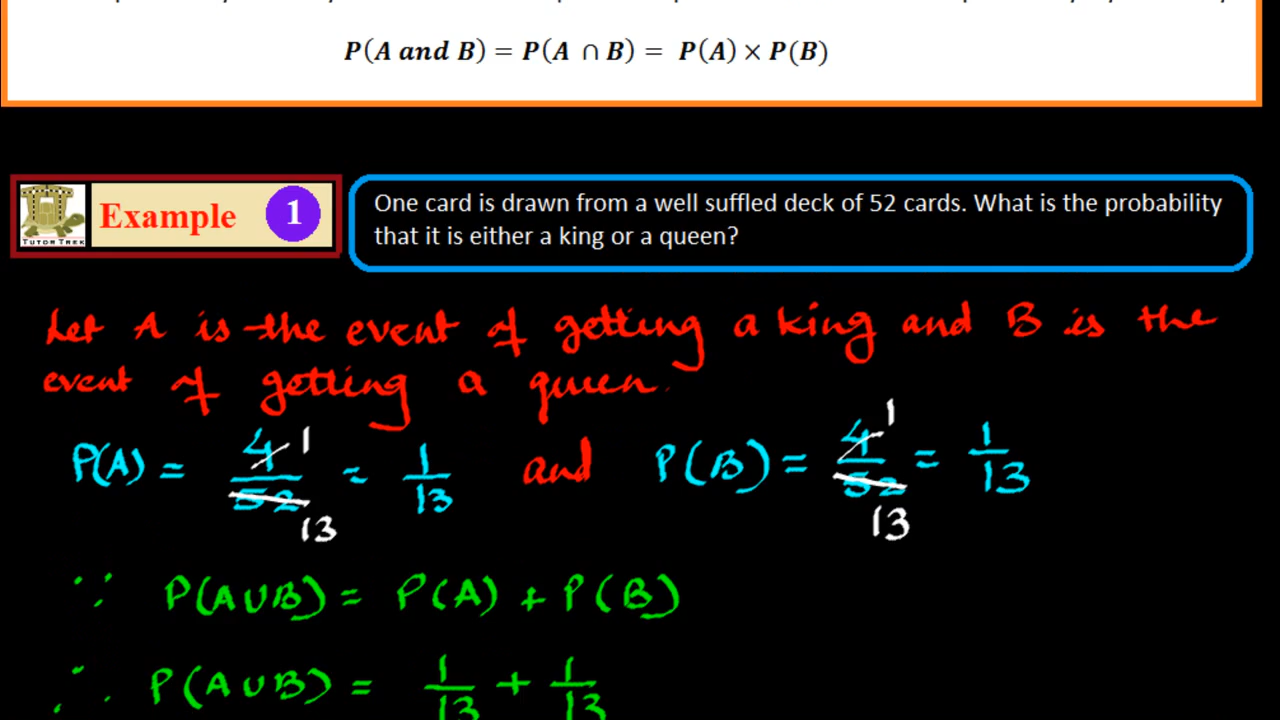 P(A and B) = P(A ∩ B) = P(A) × P(B)
TUTOR TREK
Example 1
One card is drawn from a well suffled deck of 52 cards. What is the probability
that it is either a king or a queen?
Let A is the event of getting a king and B is the
event of getting a queen.
P(A) = 4/52 1/13 = 1/13 and P(B) = 4/52 1/13 = 1/13
∵ P(A∪B) = P(A) + P(B)
∴ P(A∪B) = 1/13 + 1/13